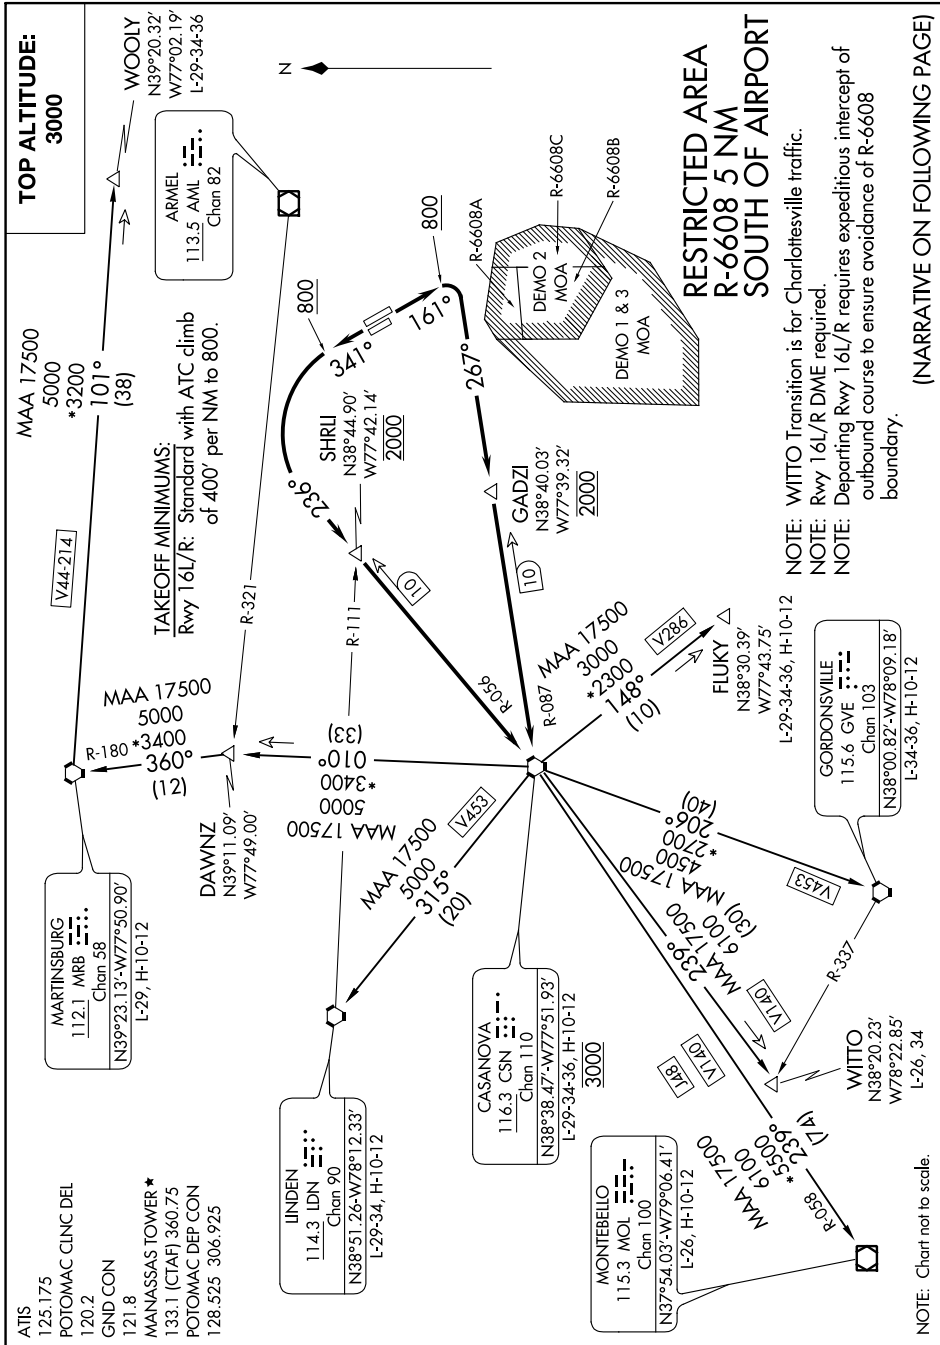 ATIS
125.175
POTOMAC CLNC DEL
120.2
GND CON
121.8
MANASSAS TOWER★
133.1 (CTAF) 360.75
POTOMAC DEP CON
128.525 306.925
TOP ALTITUDE:
3000
MAA 17500
5000
*3200
101°
(38)
V44-214
WOOLY
N39°20.32'
W77°02.19'
L-29-34-36
N
ARMEL
113.5 AML
Chan 82
TAKEOFF MINIMUMS:
Rwy 16L/R: Standard with ATC climb
of 400' per NM to 800.
MARTINSBURG
112.1 MRB
Chan 58
N39°23.13'-W77°50.90'
L-29, H-10-12
MAA 17500
5000
*3400
360°
(12)
R-180
R-321
DAWNZ
N39°11.09'
W77°49.00'
LINDEN
114.3 LDN
Chan 90
N38°51.26-W78°12.33'
L-29-34, H-10-12
R-111
MAA 17500
5000
*3400
010°
(33)
SHRLI
N38°44.90'
W77°42.14'
2000
236°
341°
800
800
161°
267°
GADZI
N38°40.03'
W77°39.32'
2000
10
10
R-056
R-087
MAA 17500
5000
315°
(20)
V453
CASANOVA
116.3 CSN
Chan 110
N38°38.47'-W77°51.93'
L-29-34-36, H-10-12
3000
MAA 17500
3000
*2300
148°
(10)
V286
FLUKY
N38°30.39'
W77°43.75'
L-29-34-36, H-10-12
R-6608A
R-6608C
R-6608B
DEMO 2
MOA
DEMO 1 & 3
MOA
RESTRICTED AREA
R-6608 5 NM
SOUTH OF AIRPORT
MAA 17500
4500
*2700
206°
(40)
V453
GORDONSVILLE
115.6 GVE
Chan 103
N38°00.82'-W78°09.18'
L-34-36, H-10-12
239°
MAA 17500
6100
(30)
V140
R-337
WITTO
N38°20.23'
W78°22.85'
L-26, 34
J48
V140
MAA 17500
6100
*5500
239°
(74)
R-058
MONTEBELLO
115.3 MOL
Chan 100
N37°54.03'-W79°06.41'
L-26, H-10-12
NOTE: WITTO Transition is for Charlottesville traffic.
NOTE: Rwy 16L/R DME required.
NOTE: Departing Rwy 16L/R requires expeditious intercept of
outbound course to ensure avoidance of R-6608
boundary.
NOTE: Chart not to scale.
(NARRATIVE ON FOLLOWING PAGE)